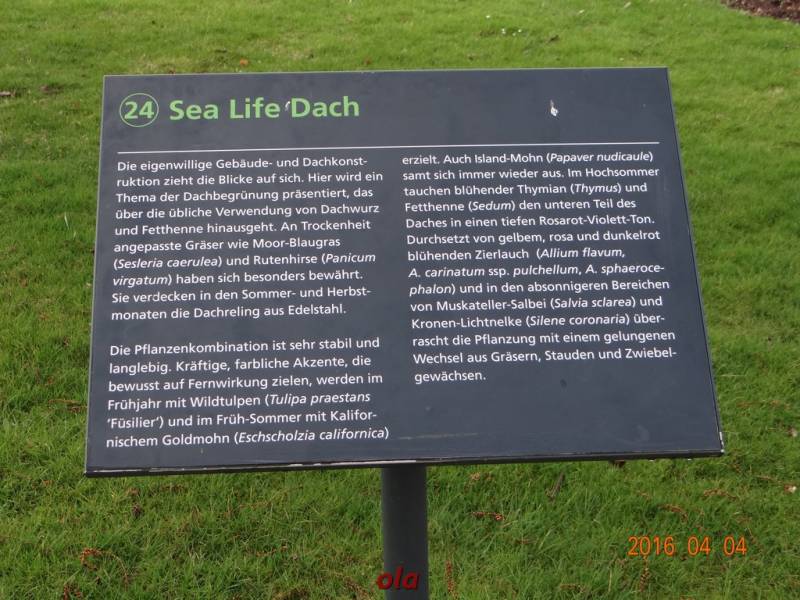 24 Sea Life Dach
Die eigenwillige Gebäude- und Dachkonst-
ruktion zieht die Blicke auf sich. Hier wird ein
Thema der Dachbegrünung präsentiert, das
über die übliche Verwendung von Dachwurz
und Fetthenne hinausgeht. An Trockenheit
angepasste Gräser wie Moor-Blaugras
(Sesleria caerulea) und Rutenhirse (Panicum
virgatum) haben sich besonders bewährt.
Sie verdecken in den Sommer- und Herbst-
monaten die Dachreling aus Edelstahl.
Die Pflanzenkombination ist sehr stabil und
langlebig. Kräftige, farbliche Akzente, die
bewusst auf Fernwirkung zielen, werden im
Frühjahr mit Wildtulpen (Tulipa praestans
'Füsilier') und im Früh-Sommer mit Kalifor-
nischem Goldmohn (Eschscholzia californica)
erzielt. Auch Island-Mohn (Papaver nudicaule)
samt sich immer wieder aus. Im Hochsommer
tauchen blühender Thymian (Thymus) und
Fetthenne (Sedum) den unteren Teil des
Daches in einen tiefen Rosarot-Violett-Ton.
Durchsetzt von gelbem, rosa und dunkelrot
blühenden Zierlauch (Allium flavum,
A. carinatum ssp. pulchellum, A. sphaeroce-
phalon) und in den absonnigeren Bereichen
von Muskateller-Salbei (Salvia sclarea) und
Kronen-Lichtnelke (Silene coronaria) über-
rascht die Pflanzung mit einem gelungenen
Wechsel aus Gräsern, Stauden und Zwiebel-
gewächsen.
2016 04 04
ola